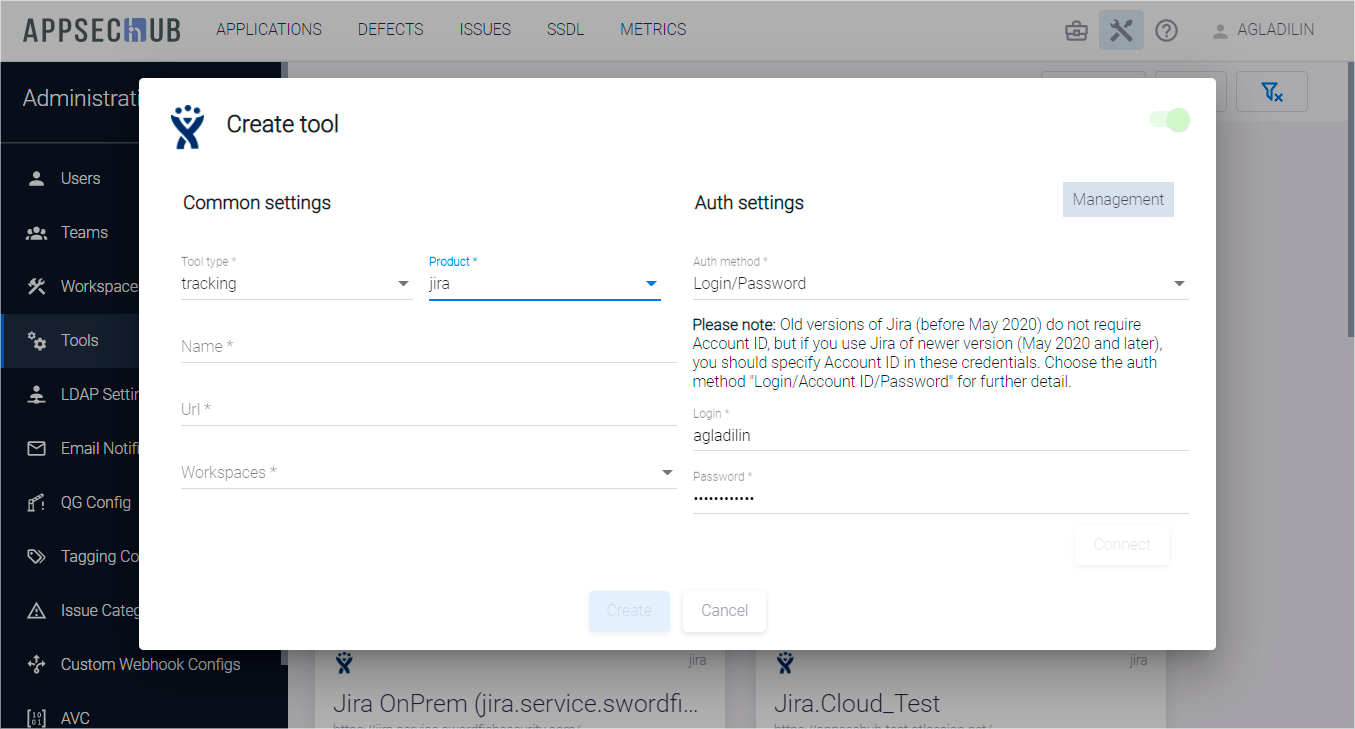 APPSECHUB
APPLICATIONS
DEFECTS
ISSUES
SSDL
METRICS
AGLADILIN
Administrati
Users
Teams
Workspace
Tools
LDAP Settin
Email Notifi
QG Config
Tagging Co
Issue Categ
Custom Webhook Configs
AVC
Create tool
Common settings
Tool type *
tracking
Product *
jira
Name *
Url *
Workspaces *
Auth settings
Management
Auth method *
Login/Password
Please note: Old versions of Jira (before May 2020) do not require
Account ID, but if you use Jira of newer version (May 2020 and later),
you should specify Account ID in these credentials. Choose the auth
method "Login/Account ID/Password" for further detail.
Login *
agladilin
Password *
••••••••••••
Connect
Create
Cancel
jira
Jira OnPrem (jira.service.swordfi...
jira
Jira.Cloud_Test